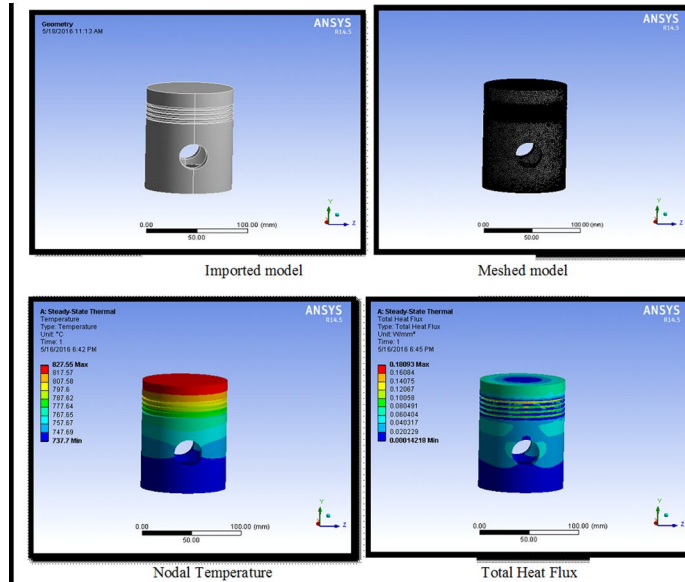 Geometry
5/18/2016 11:13 AM
ANSYS
R14.5
0.00 100.00 (mm)
50.00
Y
Z
Imported model
ANSYS
R14.5
0.00 100.00 (mm)
50.00
Y
Z
Meshed model
A: Steady-State Thermal
Temperature
Type: Temperature
Unit: °C
Time: 1
5/16/2016 6:42 PM
ANSYS
R14.5
827.55 Max
817.57
807.58
797.6
787.62
777.64
767.65
757.67
747.69
737.7 Min
0.00 100.00 (mm)
50.00
Y
Z
Nodal Temperature
A: Steady-State Thermal
Total Heat Flux
Type: Total Heat Flux
Unit: W/mm²
Time: 1
5/16/2016 6:45 PM
ANSYS
R14.5
0.18093 Max
0.16084
0.14075
0.12067
0.10058
0.080491
0.060404
0.040317
0.020229
0.00014218 Min
0.00 100.00 (mm)
50.00
Y
Z
Total Heat Flux